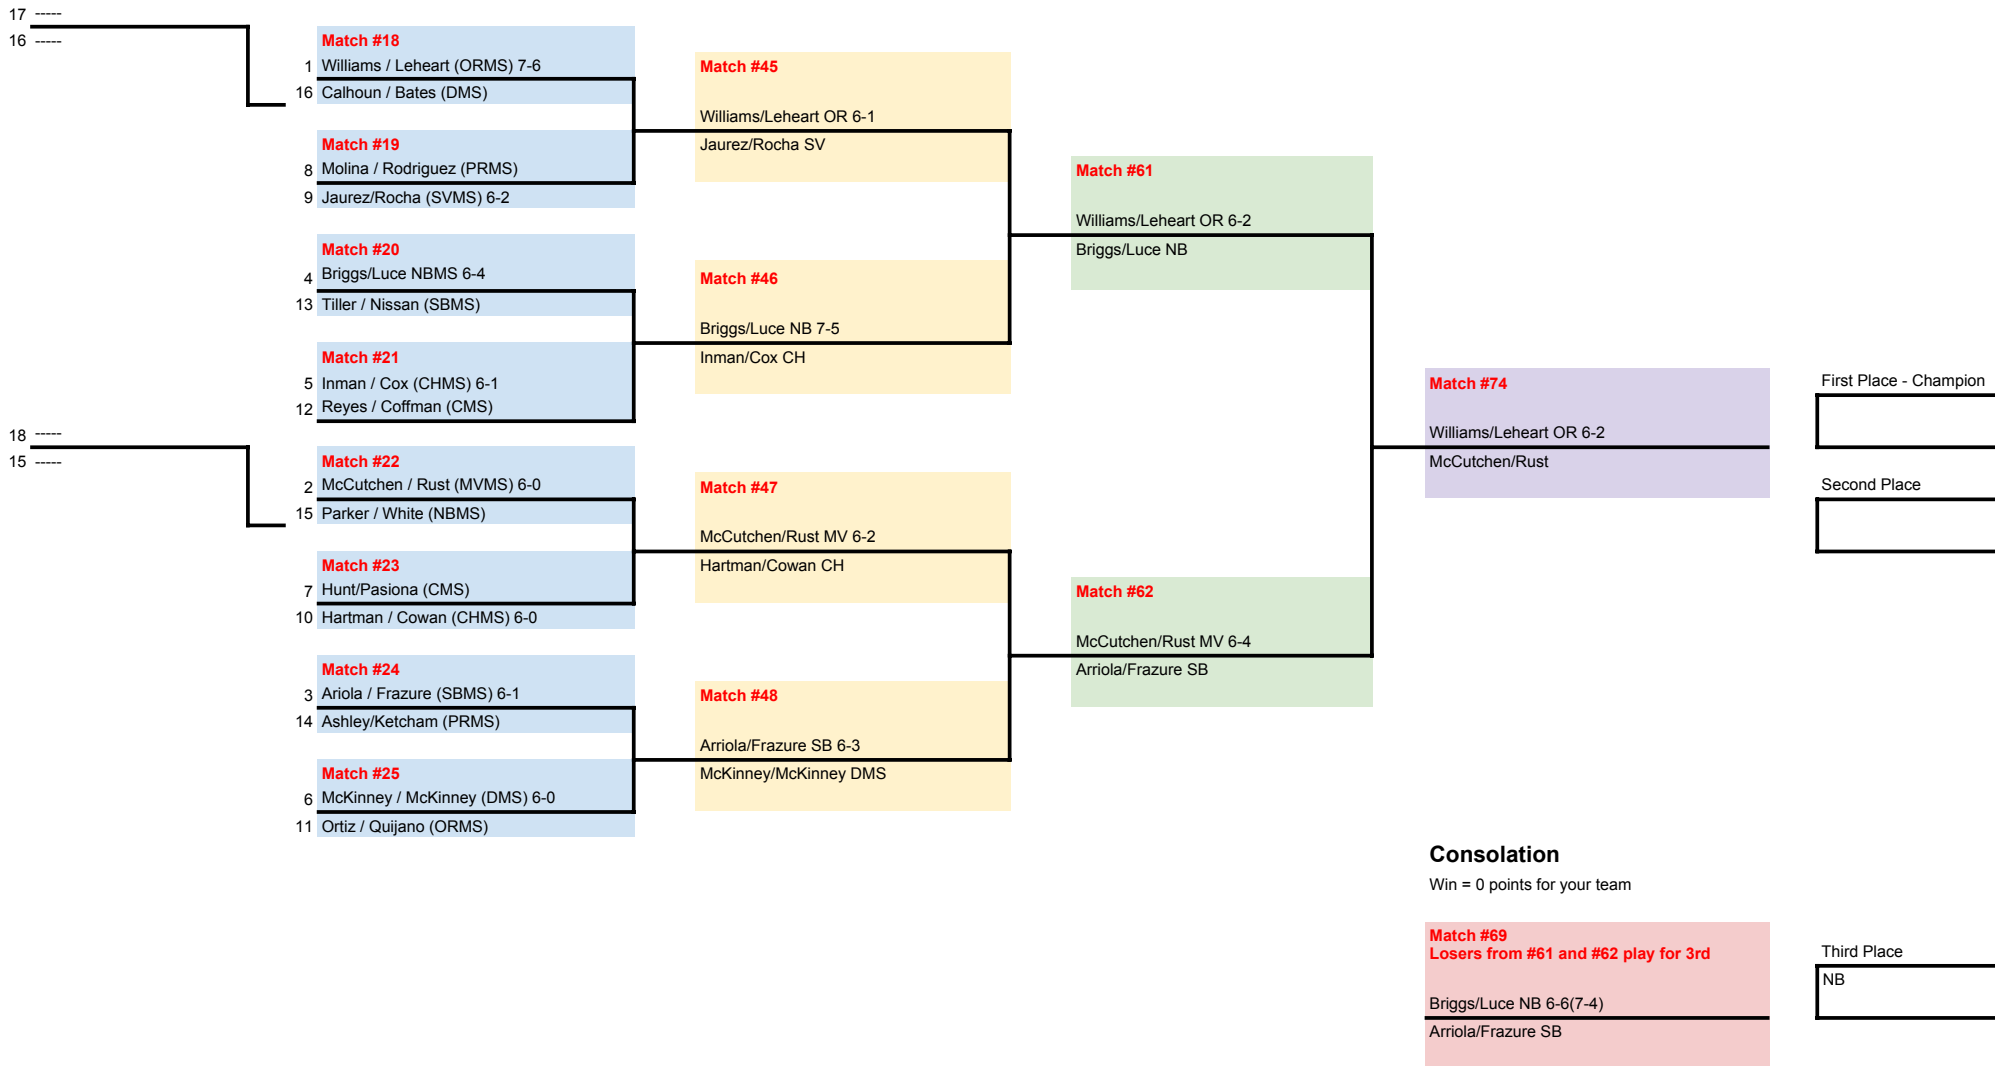 17 -----
16 -----
Match #18
1 Williams / Leheart (ORMS) 7-6
16 Calhoun / Bates (DMS)
Match #19
8 Molina / Rodriguez (PRMS)
9 Jaurez/Rocha (SVMS) 6-2
Match #20
4 Briggs/Luce NBMS 6-4
13 Tiller / Nissan (SBMS)
Match #21
5 Inman / Cox (CHMS) 6-1
12 Reyes / Coffman (CMS)
18 -----
15 -----
Match #22
2 McCutchen / Rust (MVMS) 6-0
15 Parker / White (NBMS)
Match #23
7 Hunt/Pasiona (CMS)
10 Hartman / Cowan (CHMS) 6-0
Match #24
3 Ariola / Frazure (SBMS) 6-1
14 Ashley/Ketcham (PRMS)
Match #25
6 McKinney / McKinney (DMS) 6-0
11 Ortiz / Quijano (ORMS)
Match #45
Williams/Leheart OR 6-1
Jaurez/Rocha SV
Match #46
Briggs/Luce NB 7-5
Inman/Cox CH
Match #47
McCutchen/Rust MV 6-2
Hartman/Cowan CH
Match #48
Arriola/Frazure SB 6-3
McKinney/McKinney DMS
Match #61
Williams/Leheart OR 6-2
Briggs/Luce NB
Match #62
McCutchen/Rust MV 6-4
Arriola/Frazure SB
Match #74
Williams/Leheart OR 6-2
McCutchen/Rust
First Place - Champion
Second Place
Consolation
Win = 0 points for your team
Match #69
Losers from #61 and #62 play for 3rd
Briggs/Luce NB 6-6(7-4)
Arriola/Frazure SB
Third Place
NB